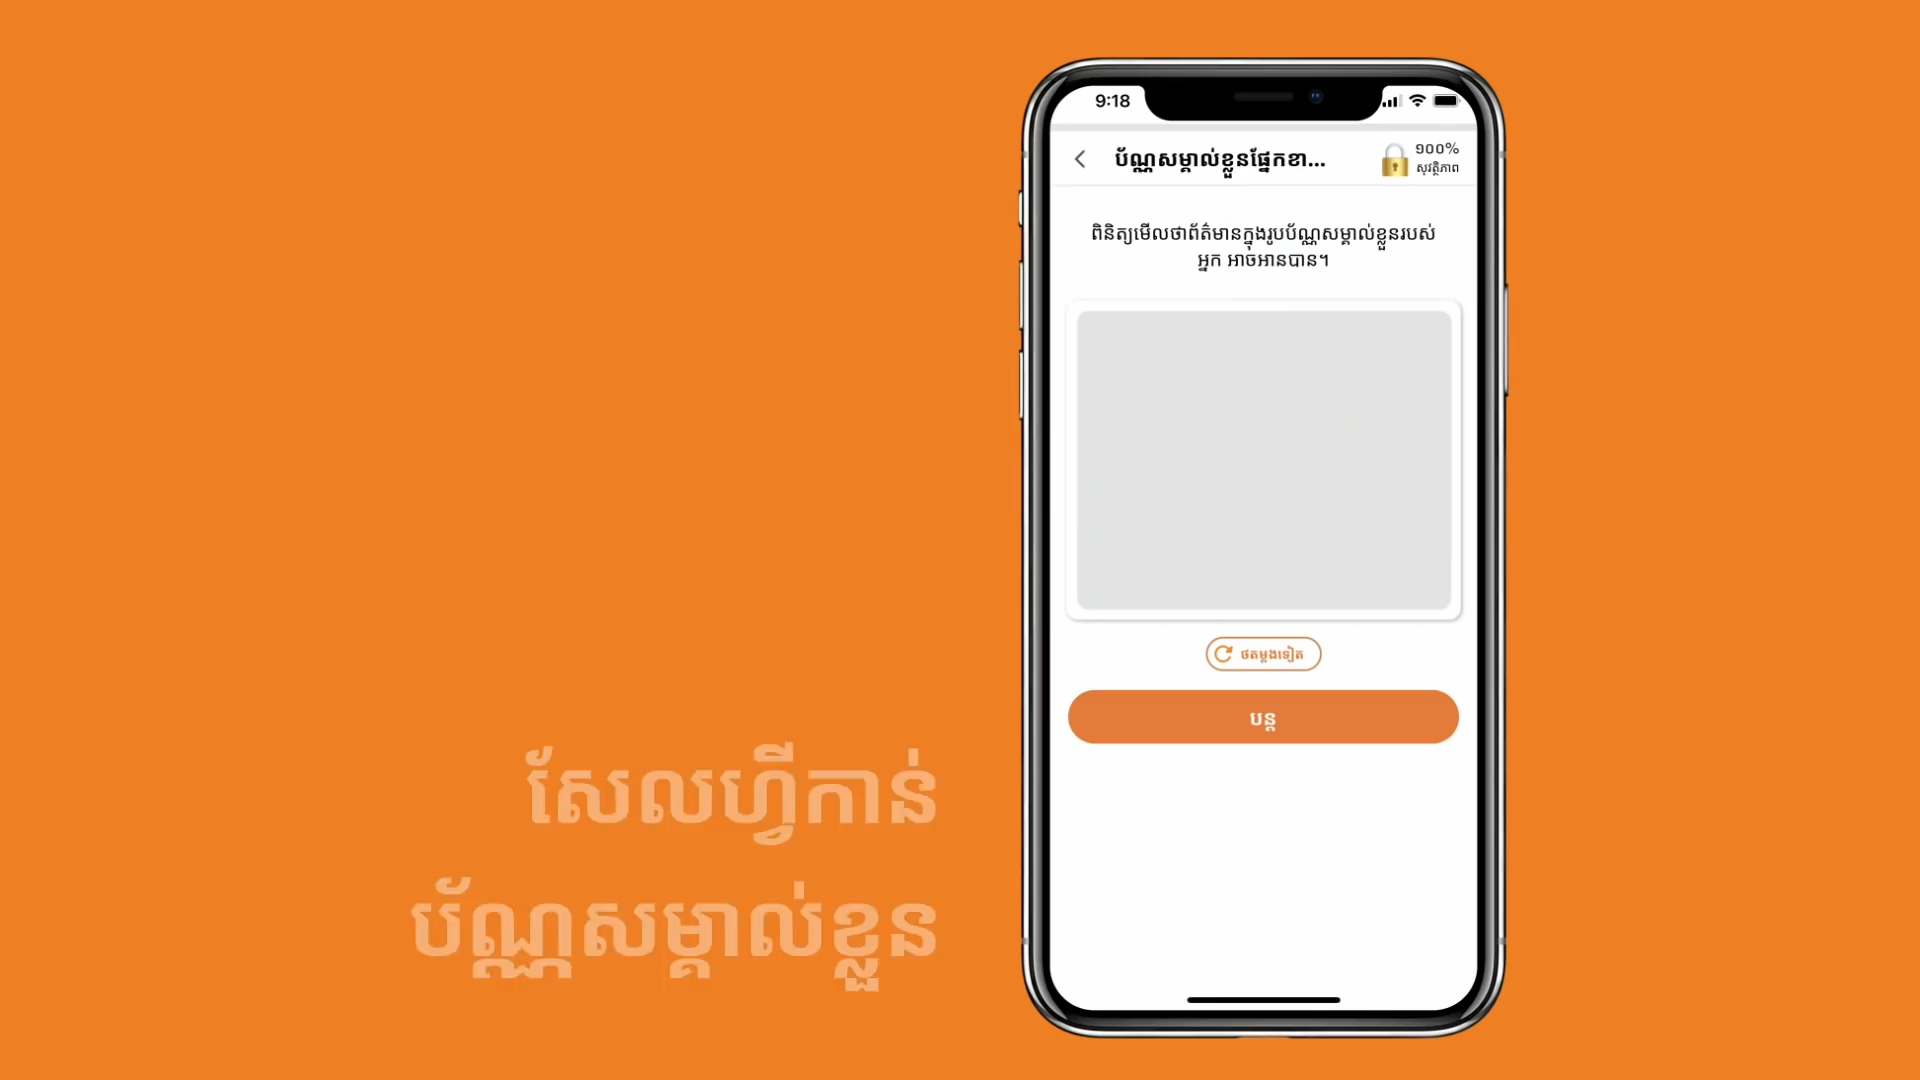 9:18
ប័ណ្ណសម្គាល់ខ្លួនផ្នែកខា...
១០០%
សុវត្ថិភាព
ពិនិត្យមើលថាព័ត៌មានក្នុងរូបប័ណ្ណសម្គាល់ខ្លួនរបស់
អ្នក អាចអានបាន។
ថតម្ដងទៀត
បន្ត
សែលហ្វីកាន់
ប័ណ្ណសម្គាល់ខ្លួន